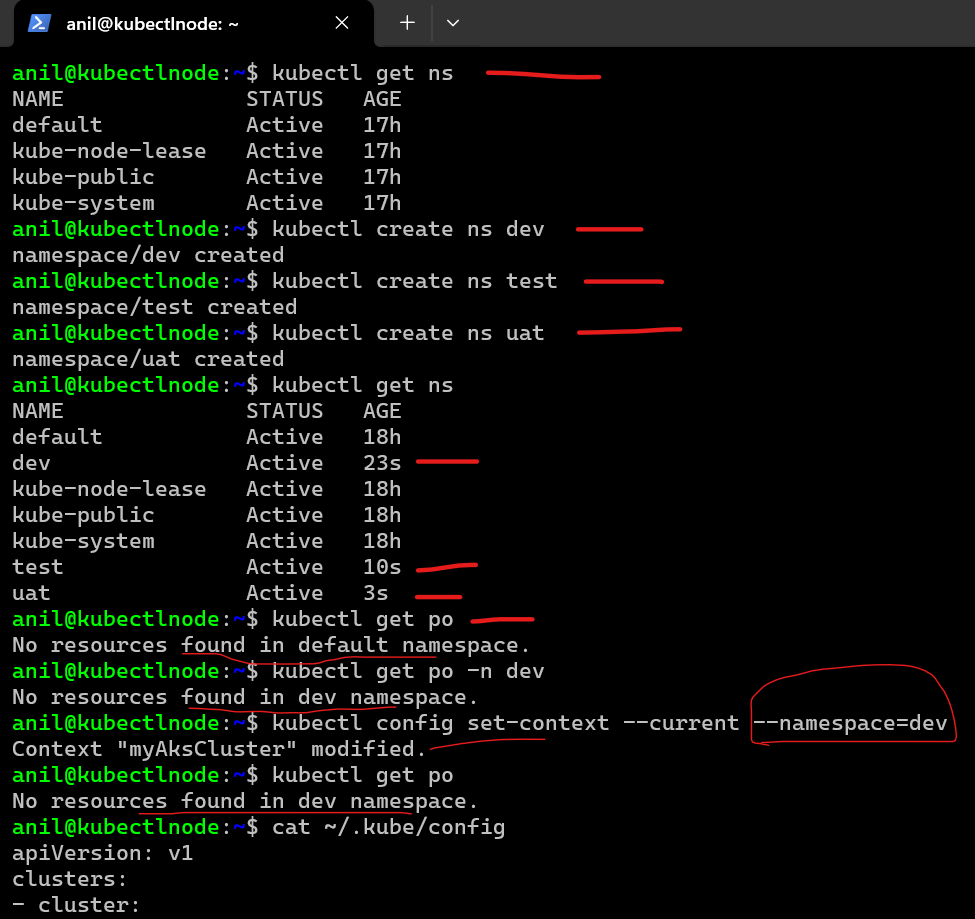 anil@kubectlnode: ~
anil@kubectlnode:~$ kubectl get ns
NAME STATUS AGE
default Active 17h
kube-node-lease Active 17h
kube-public Active 17h
kube-system Active 17h
anil@kubectlnode:~$ kubectl create ns dev
namespace/dev created
anil@kubectlnode:~$ kubectl create ns test
namespace/test created
anil@kubectlnode:~$ kubectl create ns uat
namespace/uat created
anil@kubectlnode:~$ kubectl get ns
NAME STATUS AGE
default Active 18h
dev Active 23s
kube-node-lease Active 18h
kube-public Active 18h
kube-system Active 18h
test Active 10s
uat Active 3s
anil@kubectlnode:~$ kubectl get po
No resources found in default namespace.
anil@kubectlnode:~$ kubectl get po -n dev
No resources found in dev namespace.
anil@kubectlnode:~$ kubectl config set-context --current --namespace=dev
Context "myAksCluster" modified.
anil@kubectlnode:~$ kubectl get po
No resources found in dev namespace.
anil@kubectlnode:~$ cat ~/.kube/config
apiVersion: v1
clusters:
- cluster: